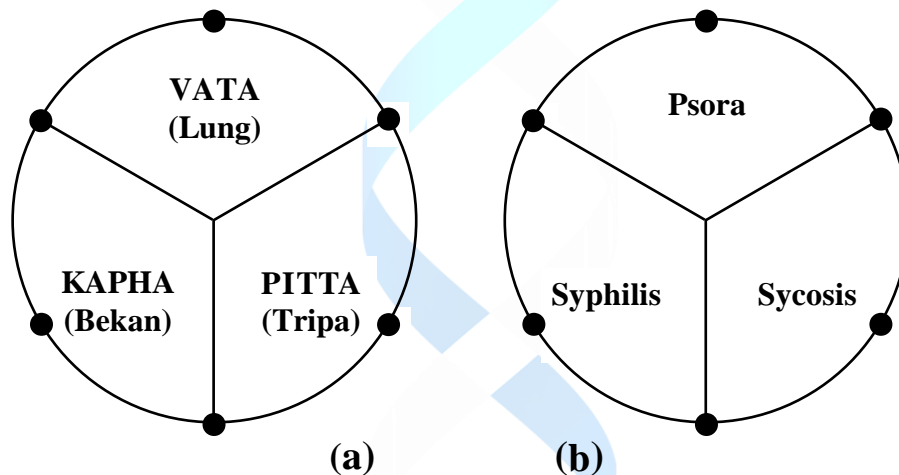 VATA
(Lung)
KAPHA
(Bekan)
PITTA
(Tripa)
(a)
Psora
Syphilis
Sycosis
(b)